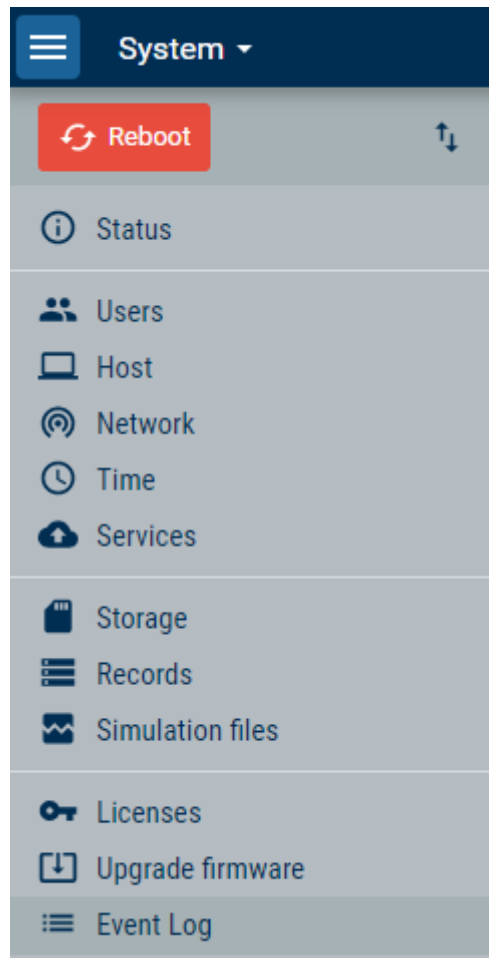 System
Reboot
Status
Users
Host
Network
Time
Services
Storage
Records
Simulation files
Licenses
Upgrade firmware
Event Log